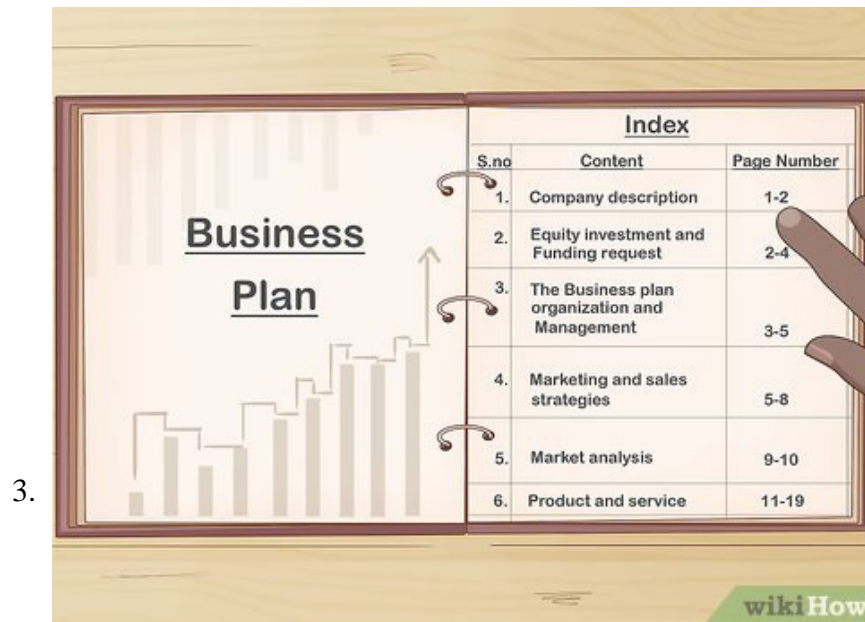 3.
Business
Plan
Index
S.no Content Page Number
1. Company description 1-2
2. Equity investment and
Funding request 2-4
3. The Business plan
organization and
Management 3-5
4. Marketing and sales
strategies 5-8
5. Market analysis 9-10
6. Product and service 11-19
wikiHow